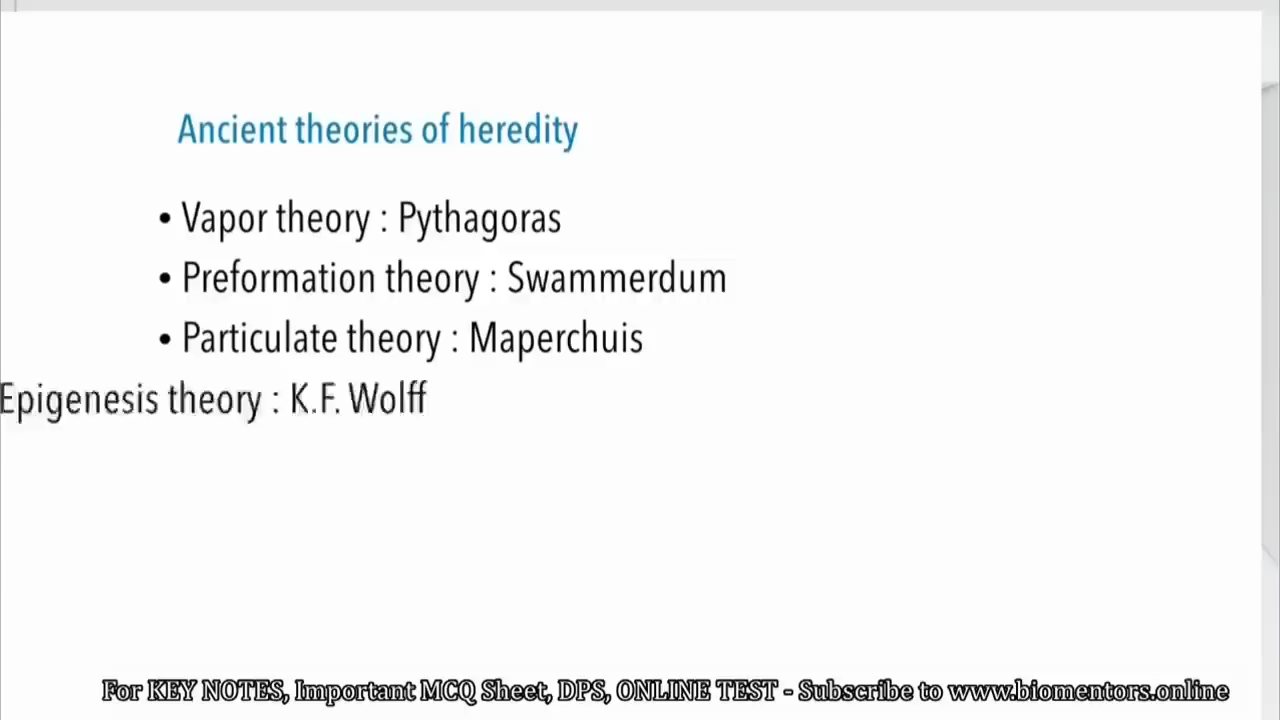 Ancient theories of heredity
• Vapor theory : Pythagoras
• Preformation theory : Swammerdum
• Particulate theory : Maperchuis
Epigenesis theory : K.F. Wolff
For KEY NOTES, Important MCQ Sheet, DPS, ONLINE TEST - Subscribe to www.biomentors.online